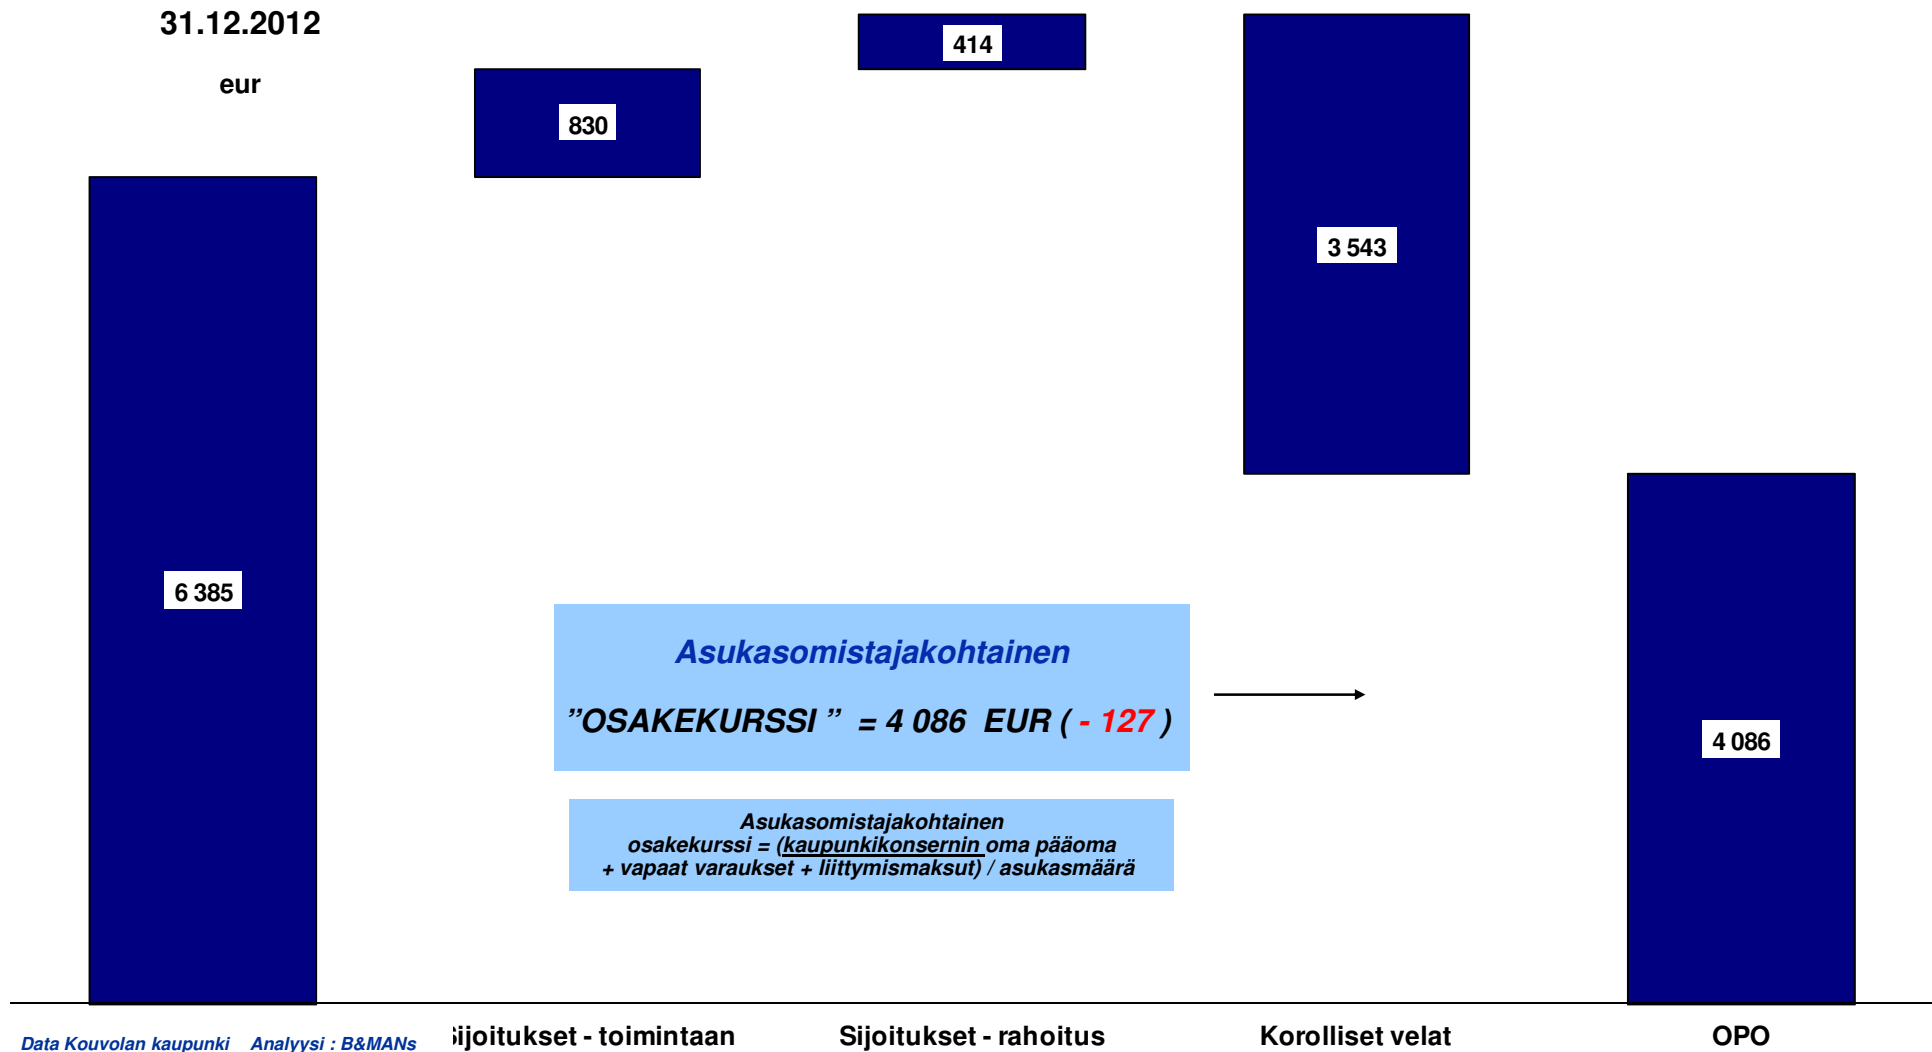 31.12.2012
eur
414
830
3 543
6 385
Asukasomistajakohtainen
”OSAKEKURSSI ” = 4 086 EUR ( - 127 )
4 086
Asukasomistajakohtainen
osakekurssi = (kaupunkikonsernin oma pääoma
+ vapaat varaukset + liittymismaksut) / asukasmäärä
Sijoitukset - toimintaan Sijoitukset - rahoitus Korolliset velat OPO
Data Kouvolan kaupunki Analyysi : B&MANs